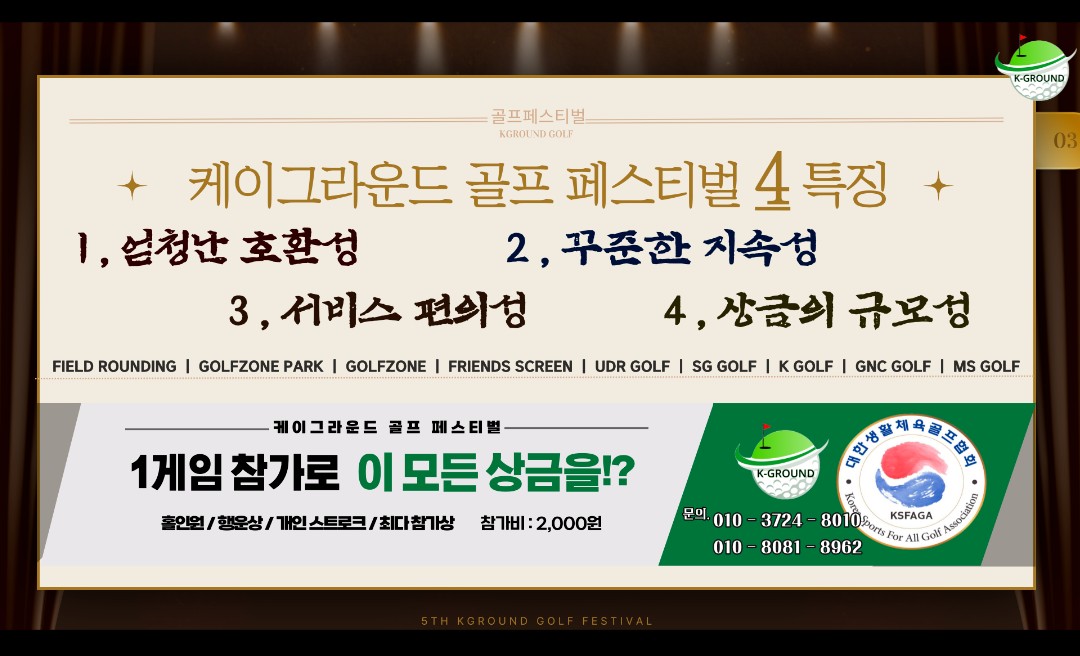 K-GROUND
03
골프페스티벌
KGROUND GOLF
케이그라운드 골프 페스티벌 4 특징
1, 엄청난 호환성
2, 꾸준한 지속성
3, 서비스 편의성
4, 상금의 규모성
FIELD ROUNDING | GOLFZONE PARK | GOLFZONE | FRIENDS SCREEN | UDR GOLF | SG GOLF | K GOLF | GNC GOLF | MS GOLF
케이그라운드 골프 페스티벌
1게임 참가로 이 모든 상금을!?
홀인원 / 행운상 / 개인 스트로크 / 최다 참가상 참가비 : 2,000원
K-GROUND
문의. 010 - 3724 - 8010
010 - 8081 - 8962
대한생활체육골프협회
KSFAGA
Korea Sports For All Golf Association
5TH KGROUND GOLF FESTIVAL